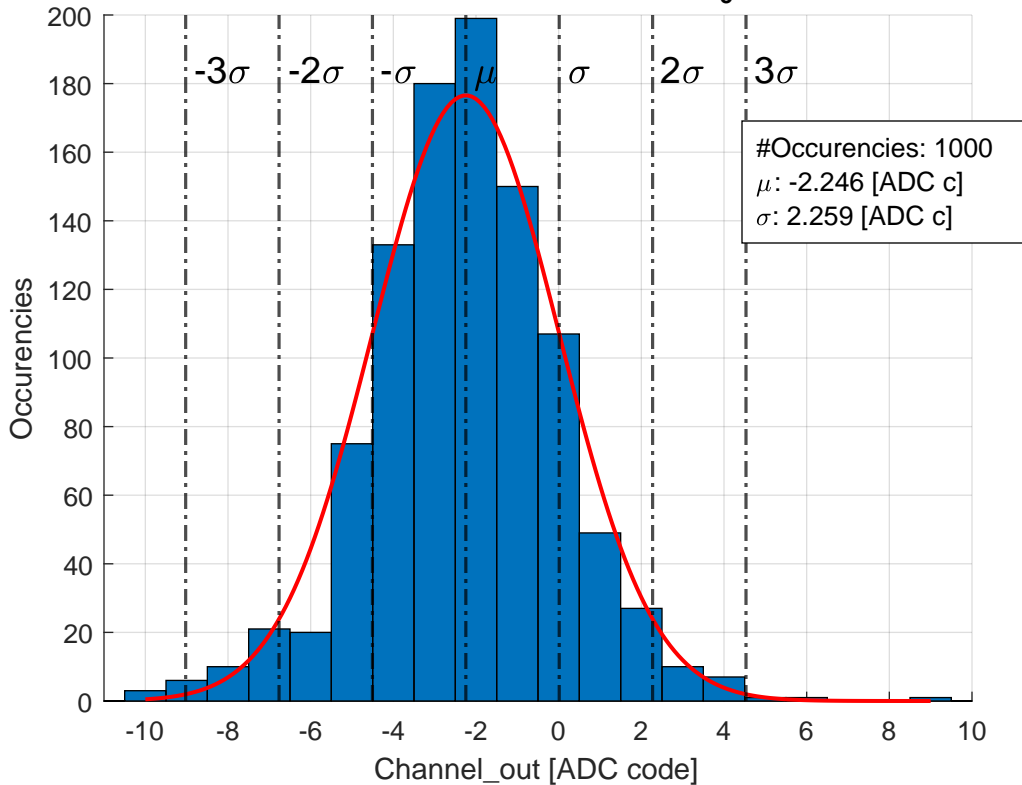 200
180
160
140
120
100
80
60
40
20
0
-3σ -2σ -σ μ σ 2σ 3σ
#Occurencies: 1000
μ: -2.246 [ADC c]
σ: 2.259 [ADC c]
Occurencies
-10 -8 -6 -4 -2 0 2 4 6 8 10
Channel_out [ADC code]